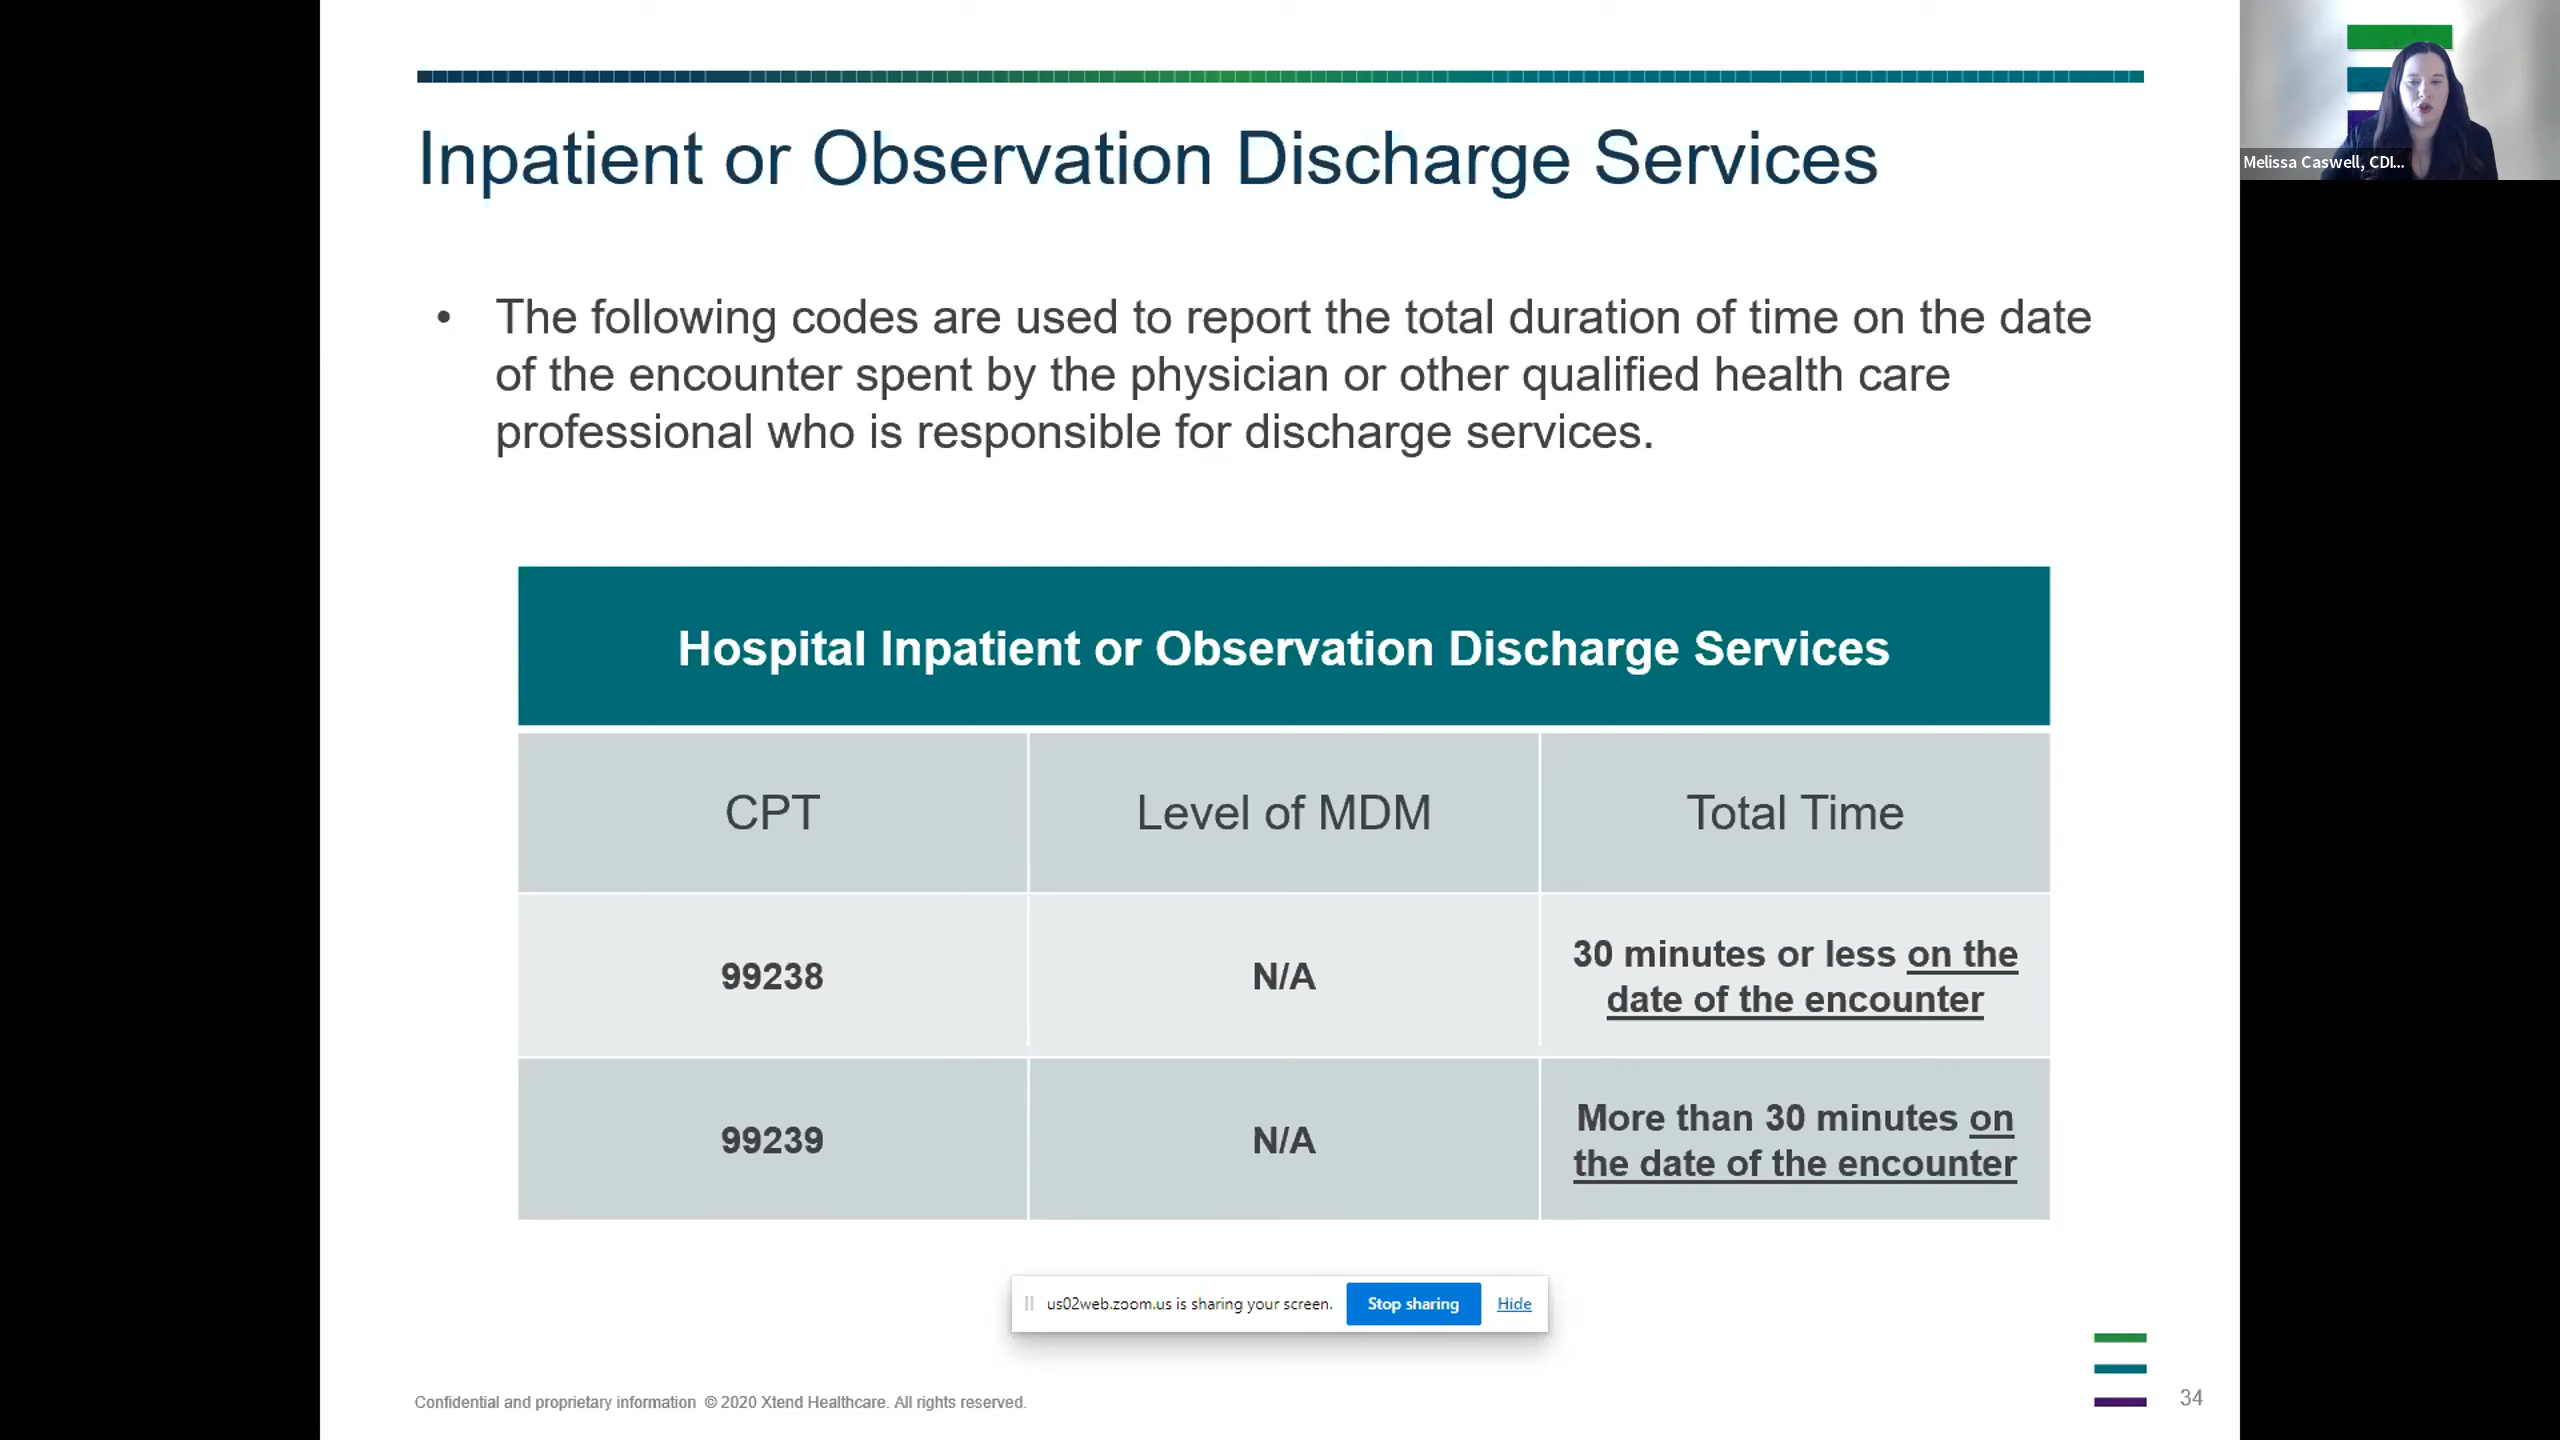 Inpatient or Observation Discharge Services
Melissa Caswell, CDI...
• The following codes are used to report the total duration of time on the date
of the encounter spent by the physician or other qualified health care
professional who is responsible for discharge services.
Hospital Inpatient or Observation Discharge Services
CPT Level of MDM Total Time
99238 N/A 30 minutes or less on the
date of the encounter
99239 N/A More than 30 minutes on
the date of the encounter
us02web.zoom.us is sharing your screen. Stop sharing Hide
Confidential and proprietary information © 2020 Xtend Healthcare. All rights reserved.
34